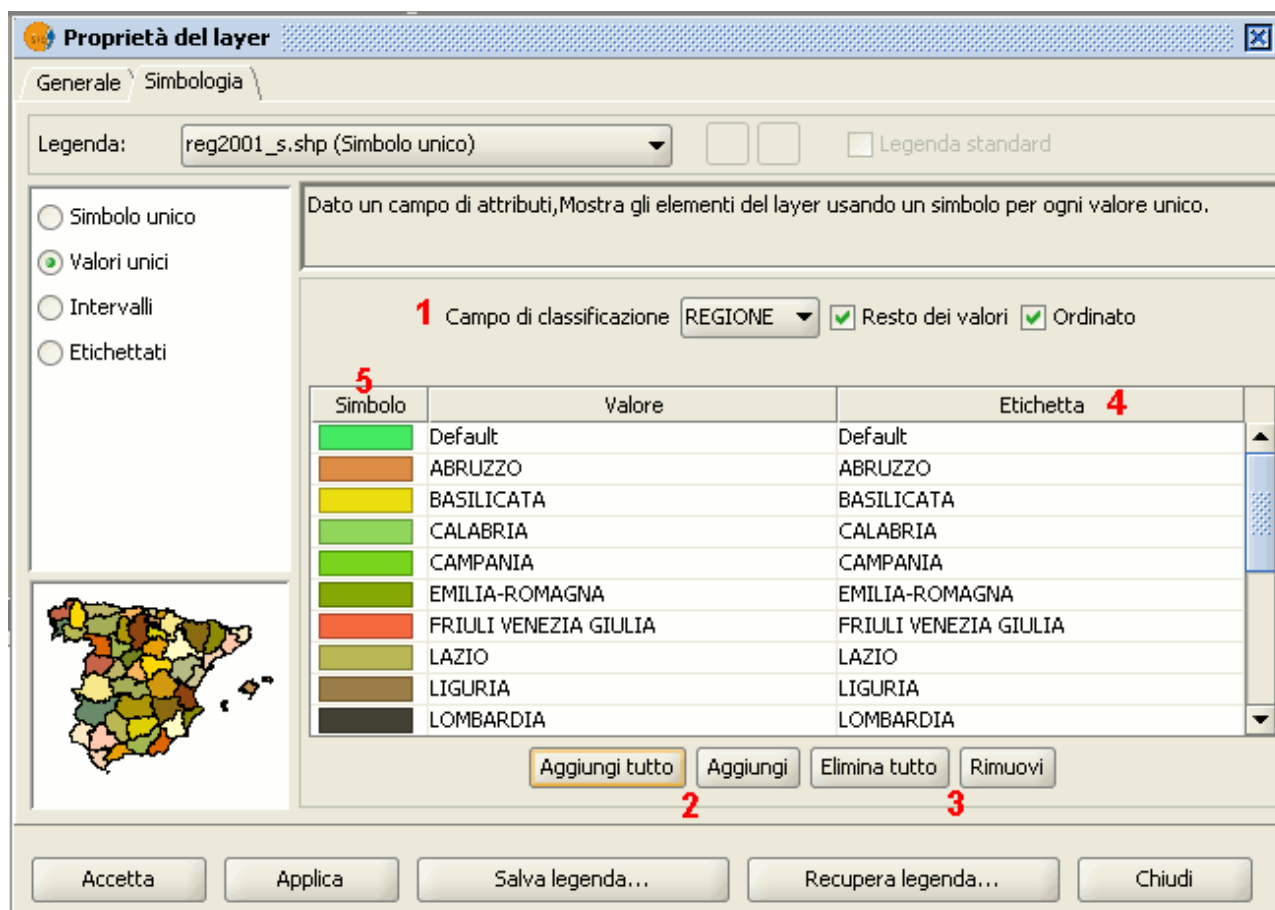 Proprietà del layer
Generale Simbologia
Legenda: reg2001_s.shp (Simbolo unico) Legenda standard
Simbolo unico
Valori unici
Intervalli
Etichettati
Dato un campo di attributi,Mostra gli elementi del layer usando un simbolo per ogni valore unico.
1 Campo di classificazione REGIONE Resto dei valori Ordinato
5
Simbolo Valore Etichetta 4
Default Default
ABRUZZO ABRUZZO
BASILICATA BASILICATA
CALABRIA CALABRIA
CAMPANIA CAMPANIA
EMILIA-ROMAGNA EMILIA-ROMAGNA
FRIULI VENEZIA GIULIA FRIULI VENEZIA GIULIA
LAZIO LAZIO
LIGURIA LIGURIA
LOMBARDIA LOMBARDIA
Aggiungi tutto Aggiungi Elimina tutto Rimuovi
2 3
Accetta Applica Salva legenda... Recupera legenda... Chiudi